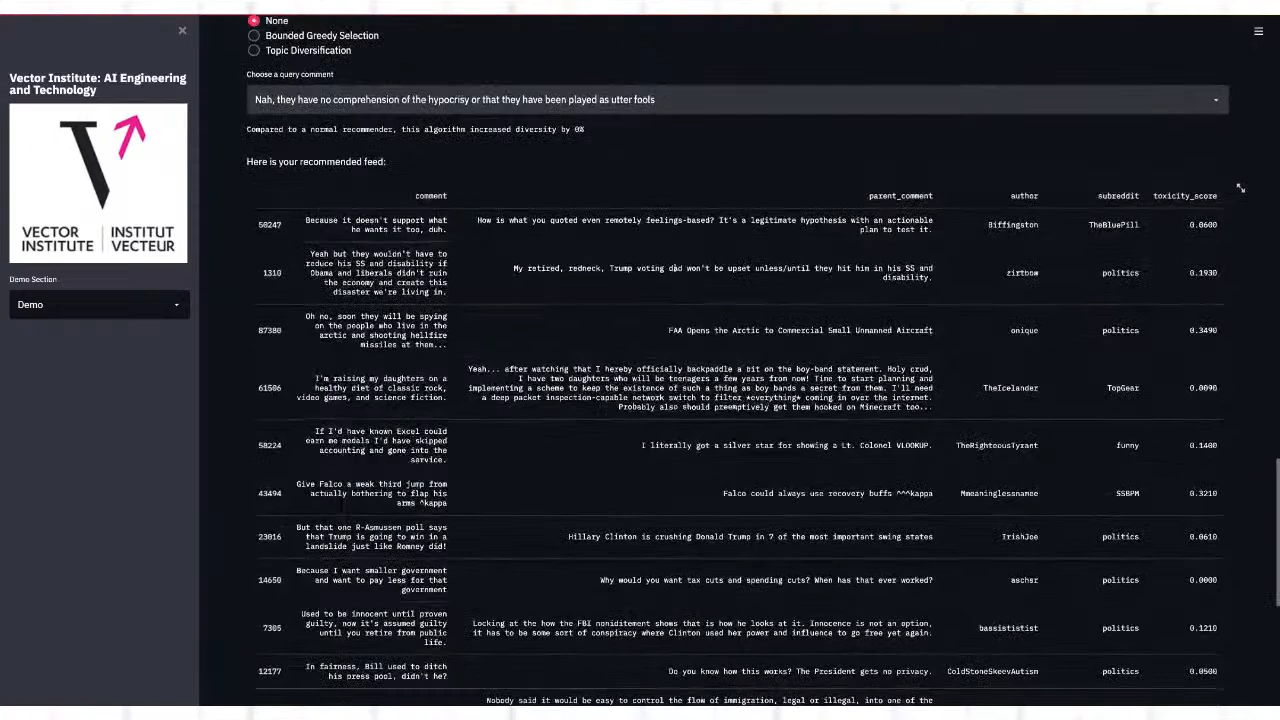 None
Bounded Greedy Selection
Topic Diversification
Vector Institute: AI Engineering
and Technology
VECTOR INSTITUTE | INSTITUT VECTEUR
Demo Section
Demo
Choose a query comment
Nah, they have no comprehension of the hypocrisy or that they have been played as utter fools
Compared to a normal recommender, this algorithm increased diversity by 0%
Here is your recommended feed:
comment parent_comment author subreddit toxicity_score
50247 Because it doesn't support what he wants it too, duh. How is what you quoted even remotely feelings-based? It's a legitimate hypothesis with an actionable plan to test it. Biffingston TheBluePill 0.0600
1310 Yeah but they wouldn't have to reduce his SS and disability if Obama and liberals didn't ruin the economy and create this disaster we're living in. My retired, redneck, Trump voting dad won't be upset unless/until they hit him in his SS and disability. zirtbow politics 0.1930
87380 Oh no, soon they will be spying on the people who live in the arctic and shooting hellfire missiles at them... FAA Opens the Arctic to Commercial Small Unmanned Aircraft onique politics 0.3490
61506 I'm raising my daughters on a healthy diet of classic rock, video games, and science fiction. Yeah... after watching that I hereby officially backpaddle a bit on the boy-band statement. Holy crud, I have two daughters who will be teenagers a few years from now! Time to start planning and implementing a scheme to keep the existence of such a thing as boy bands a secret from them. I'll need a deep packet inspection-capable network switch to filter *everything* coming in over the internet. Probably also should preemptively get them hooked on Minecraft too... TheIcelander TopGear 0.0090
58224 If I'd have known Excel could earn me medals I'd have skipped accounting and gone into the service. I literally got a silver star for showing a Lt. Colonel VLOOKUP. TheRighteousTyrant funny 0.1400
43494 Give Falco a weak third jump from actually bothering to flap his arms ^kappa Falco could always use recovery buffs ^^^kappa Mmeaninglessnamee SSBPM 0.3210
23016 But that one R-Asmussen poll says that Trump is going to win in a landslide just like Romney did! Hillary Clinton is crushing Donald Trump in 7 of the most important swing states IrishJoe politics 0.0610
14650 Because I want smaller government and want to pay less for that government Why would you want tax cuts and spending cuts? When has that ever worked? aschsr politics 0.0000
7305 Used to be innocent until proven guilty, now it's assumed guilty until you retire from public life. Locking at the how the FBI noniditement shows that is how he looks at it. Innocence is not an option, it has to be some sort of conspiracy where Clinton used her power and influence to go free yet again. bassististist politics 0.1210
12177 In fairness, Bill used to ditch his press pool, didn't he? Do you know how this works? The President gets no privacy. ColdStoneSkeevAutism politics 0.0500
Nobody said it would be easy to control the flow of immigration, legal or illegal, into one of the